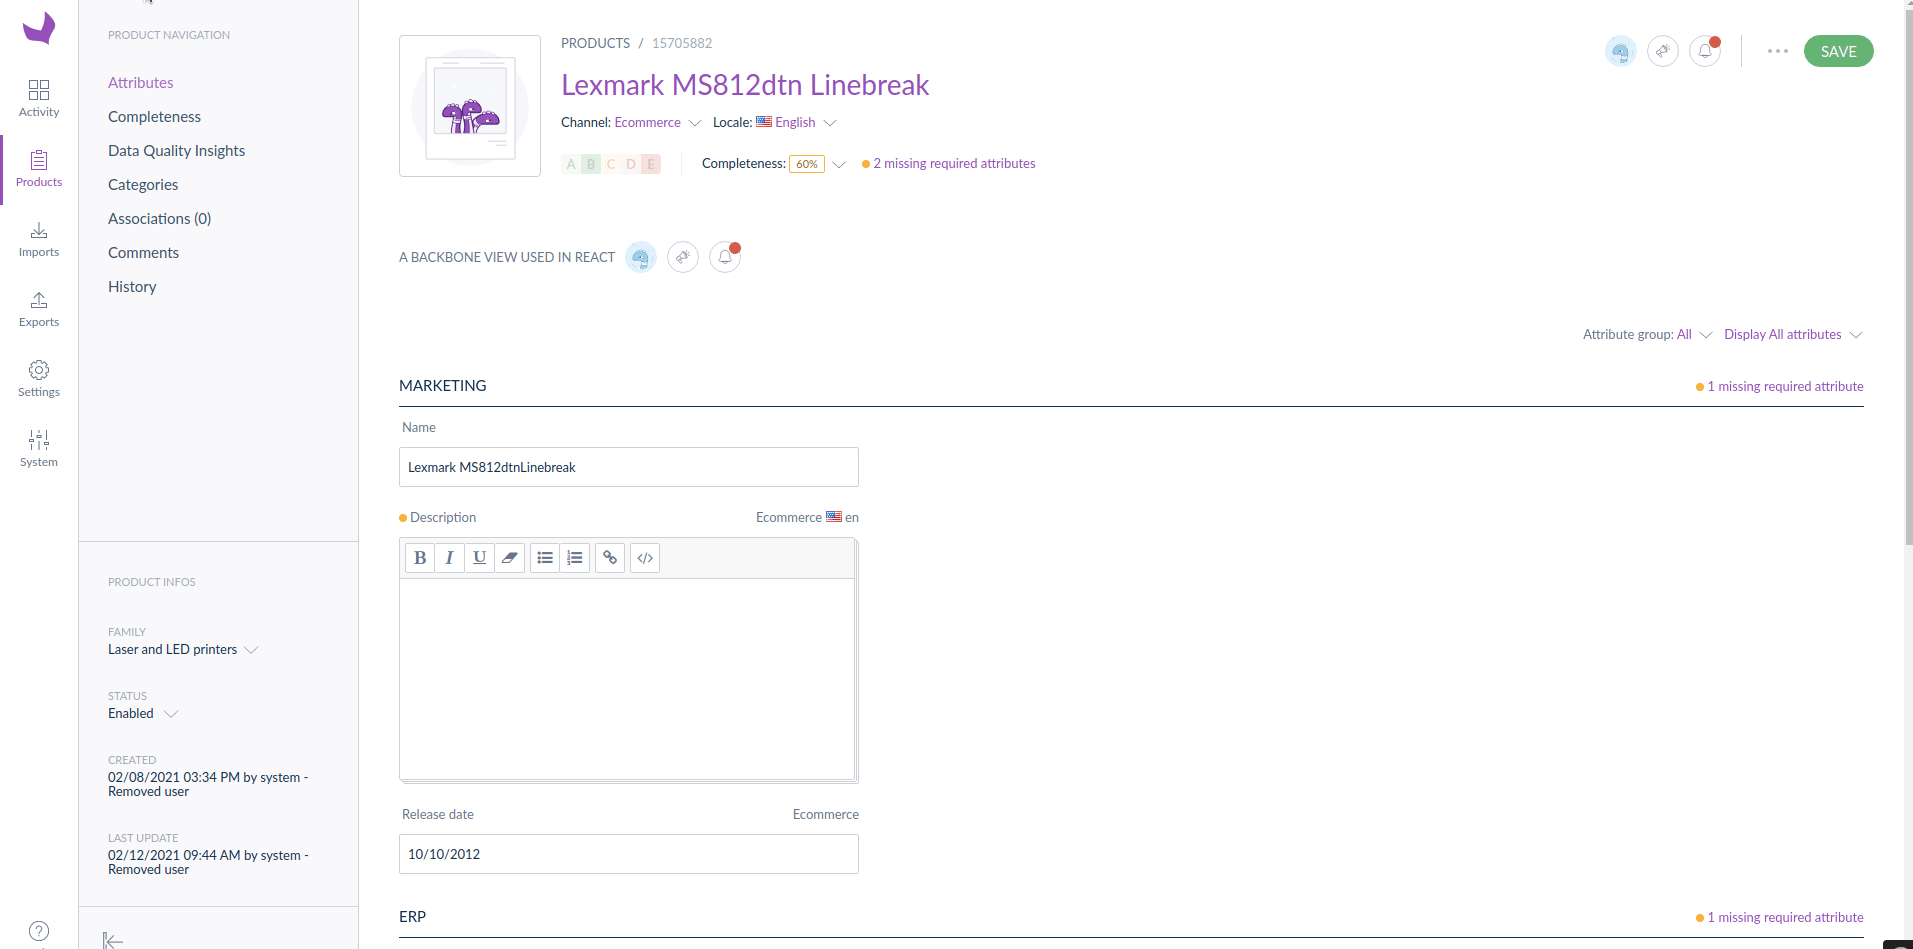 PRODUCT NAVIGATION
Attributes
Completeness
Data Quality Insights
Categories
Associations (0)
Comments
History
Activity
Products
Imports
Exports
Settings
System
PRODUCT INFOS
FAMILY
Laser and LED printers
STATUS
Enabled
CREATED
02/08/2021 03:34 PM by system -
Removed user
LAST UPDATE
02/12/2021 09:44 AM by system -
Removed user
PRODUCTS / 15705882
SAVE
Lexmark MS812dtn Linebreak
Channel: Ecommerce Locale: English
A B C D E Completeness: 60% 2 missing required attributes
A BACKBONE VIEW USED IN REACT
Attribute group: All Display All attributes
MARKETING 1 missing required attribute
Name
Lexmark MS812dtnLinebreak
Description Ecommerce en
B I U </>
Release date Ecommerce
10/10/2012
ERP 1 missing required attribute